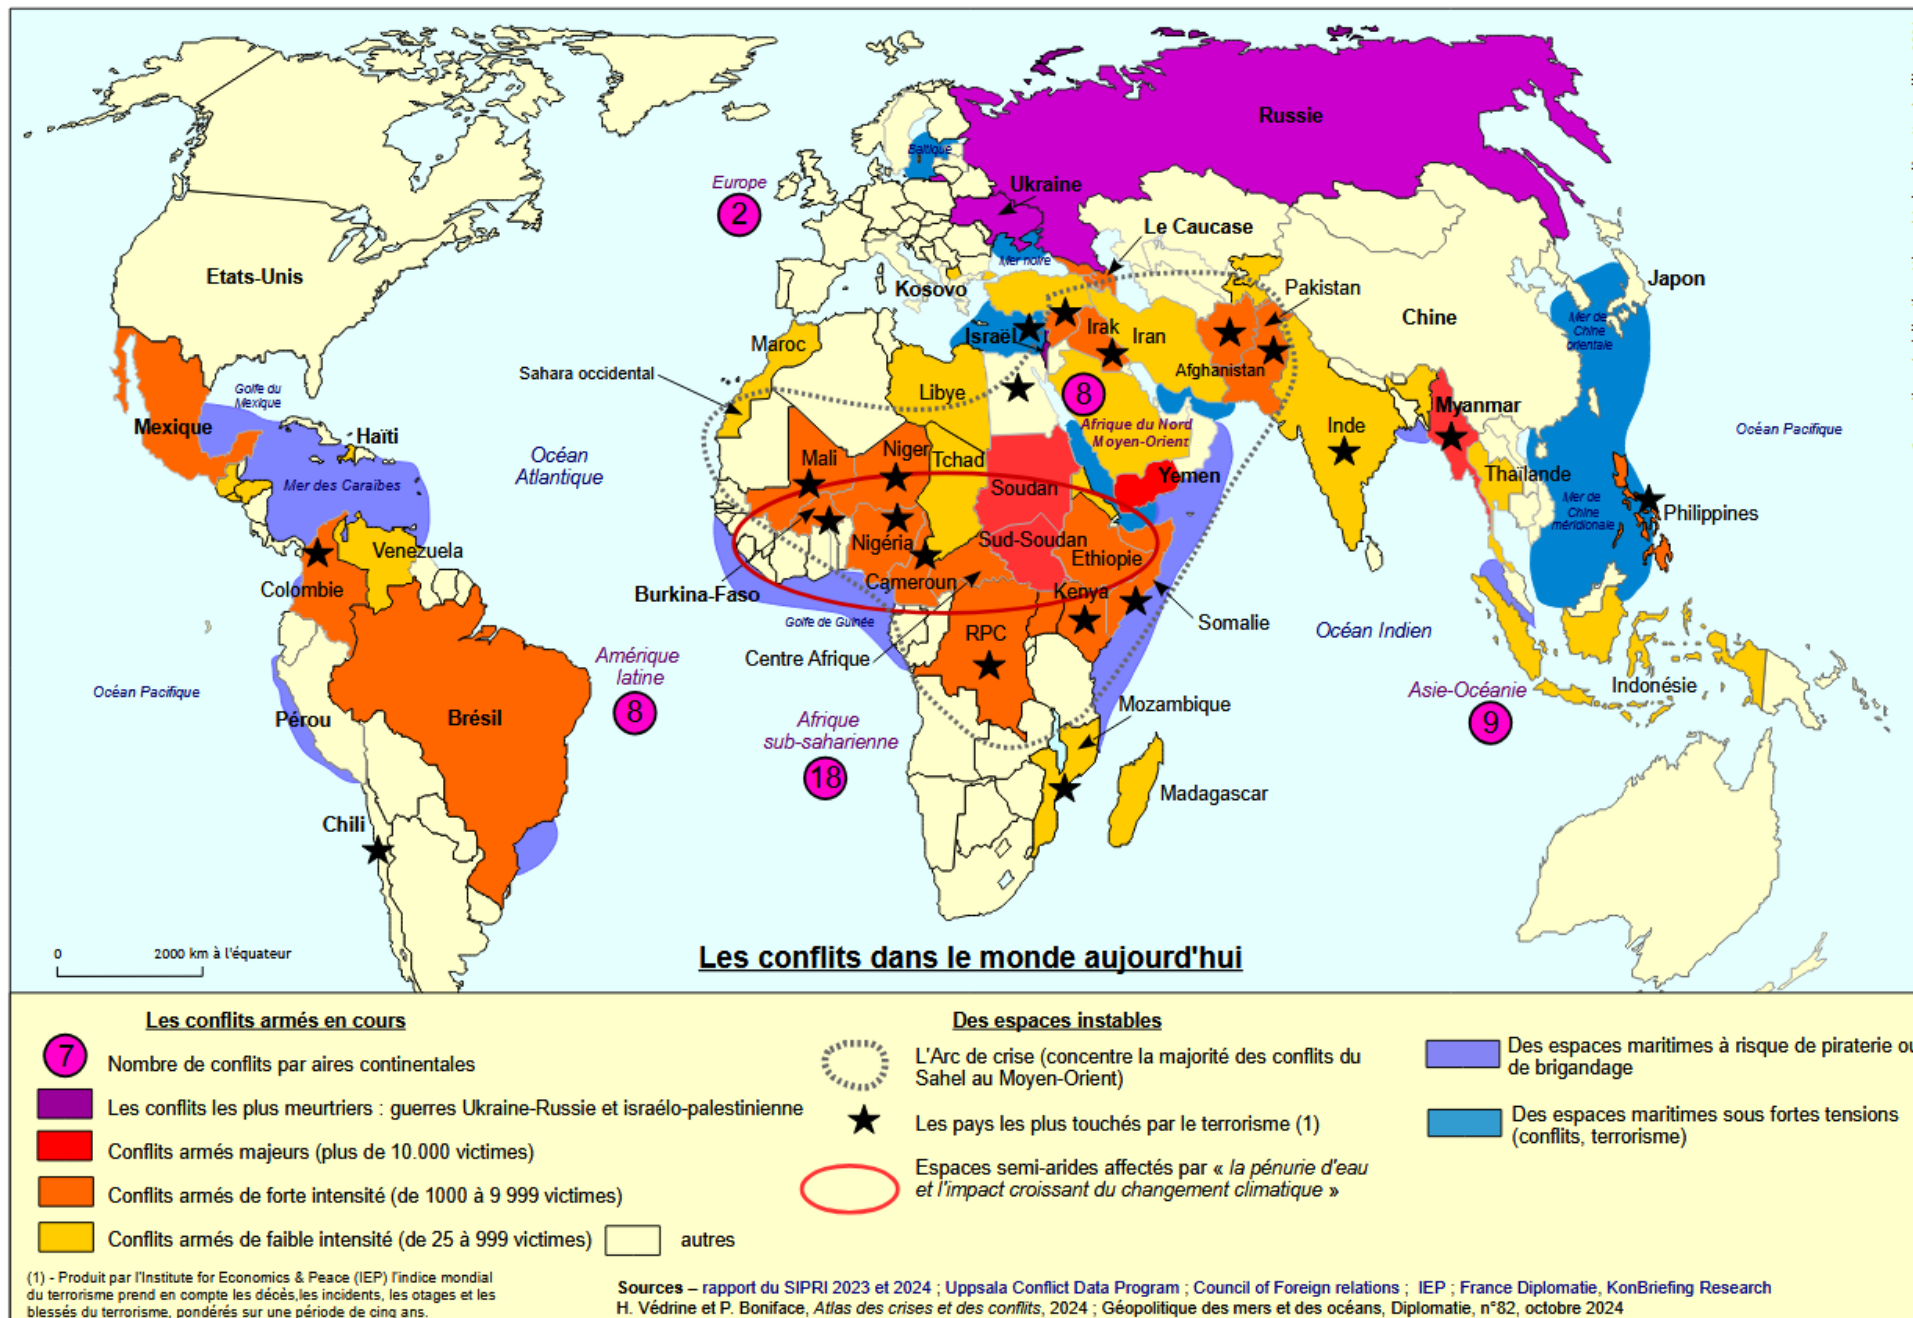 Russie
Baltique
Europe
2
Ukraine
Le Caucase
Mer noire
Etats-Unis
Kosovo
Pakistan
Japon
Chine
Mer de
Chine
orientale
Israël
Irak
Iran
Maroc
Afghanistan
Sahara occidental
Libye
8
Golfe du
Mexique
Mexique
Haïti
Afrique du Nord
Moyen-Orient
Inde
Myanmar
Océan Pacifique
Océan
Atlantique
Mali
Niger
Tchad
Yemen
Mer des Caraïbes
Soudan
Thaïlande
Mer de
Chine
méridionale
Philippines
Venezuela
Nigéria
Sud-Soudan
Ethiopie
Colombie
Cameroun
Burkina-Faso
Kenya
Golfe de Guinée
Somalie
Océan Indien
RPC
Centre Afrique
Amérique
latine
8
Océan Pacifique
Pérou
Brésil
Afrique
sub-saharienne
18
Mozambique
Asie-Océanie
9
Indonésie
Madagascar
Chili
0 2000 km à l'équateur
Les conflits dans le monde aujourd'hui
Les conflits armés en cours
7
Nombre de conflits par aires continentales
Les conflits les plus meurtriers : guerres Ukraine-Russie et israélo-palestinienne
Conflits armés majeurs (plus de 10.000 victimes)
Conflits armés de forte intensité (de 1000 à 9 999 victimes)
Conflits armés de faible intensité (de 25 à 999 victimes)
autres
Des espaces instables
L'Arc de crise (concentre la majorité des conflits du
Sahel au Moyen-Orient)
Les pays les plus touchés par le terrorisme (1)
Espaces semi-arides affectés par « la pénurie d'eau
et l'impact croissant du changement climatique »
Des espaces maritimes à risque de piraterie ou
de brigandage
Des espaces maritimes sous fortes tensions
(conflits, terrorisme)
(1) - Produit par l'Institute for Economics & Peace (IEP) l'indice mondial
du terrorisme prend en compte les décès,les incidents, les otages et les
blessés du terrorisme, pondérés sur une période de cinq ans.
Sources – rapport du SIPRI 2023 et 2024 ; Uppsala Conflict Data Program ; Council of Foreign relations ; IEP ; France Diplomatie, KonBriefing Research
H. Védrine et P. Boniface, Atlas des crises et des conflits, 2024 ; Géopolitique des mers et des océans, Diplomatie, n°82, octobre 2024